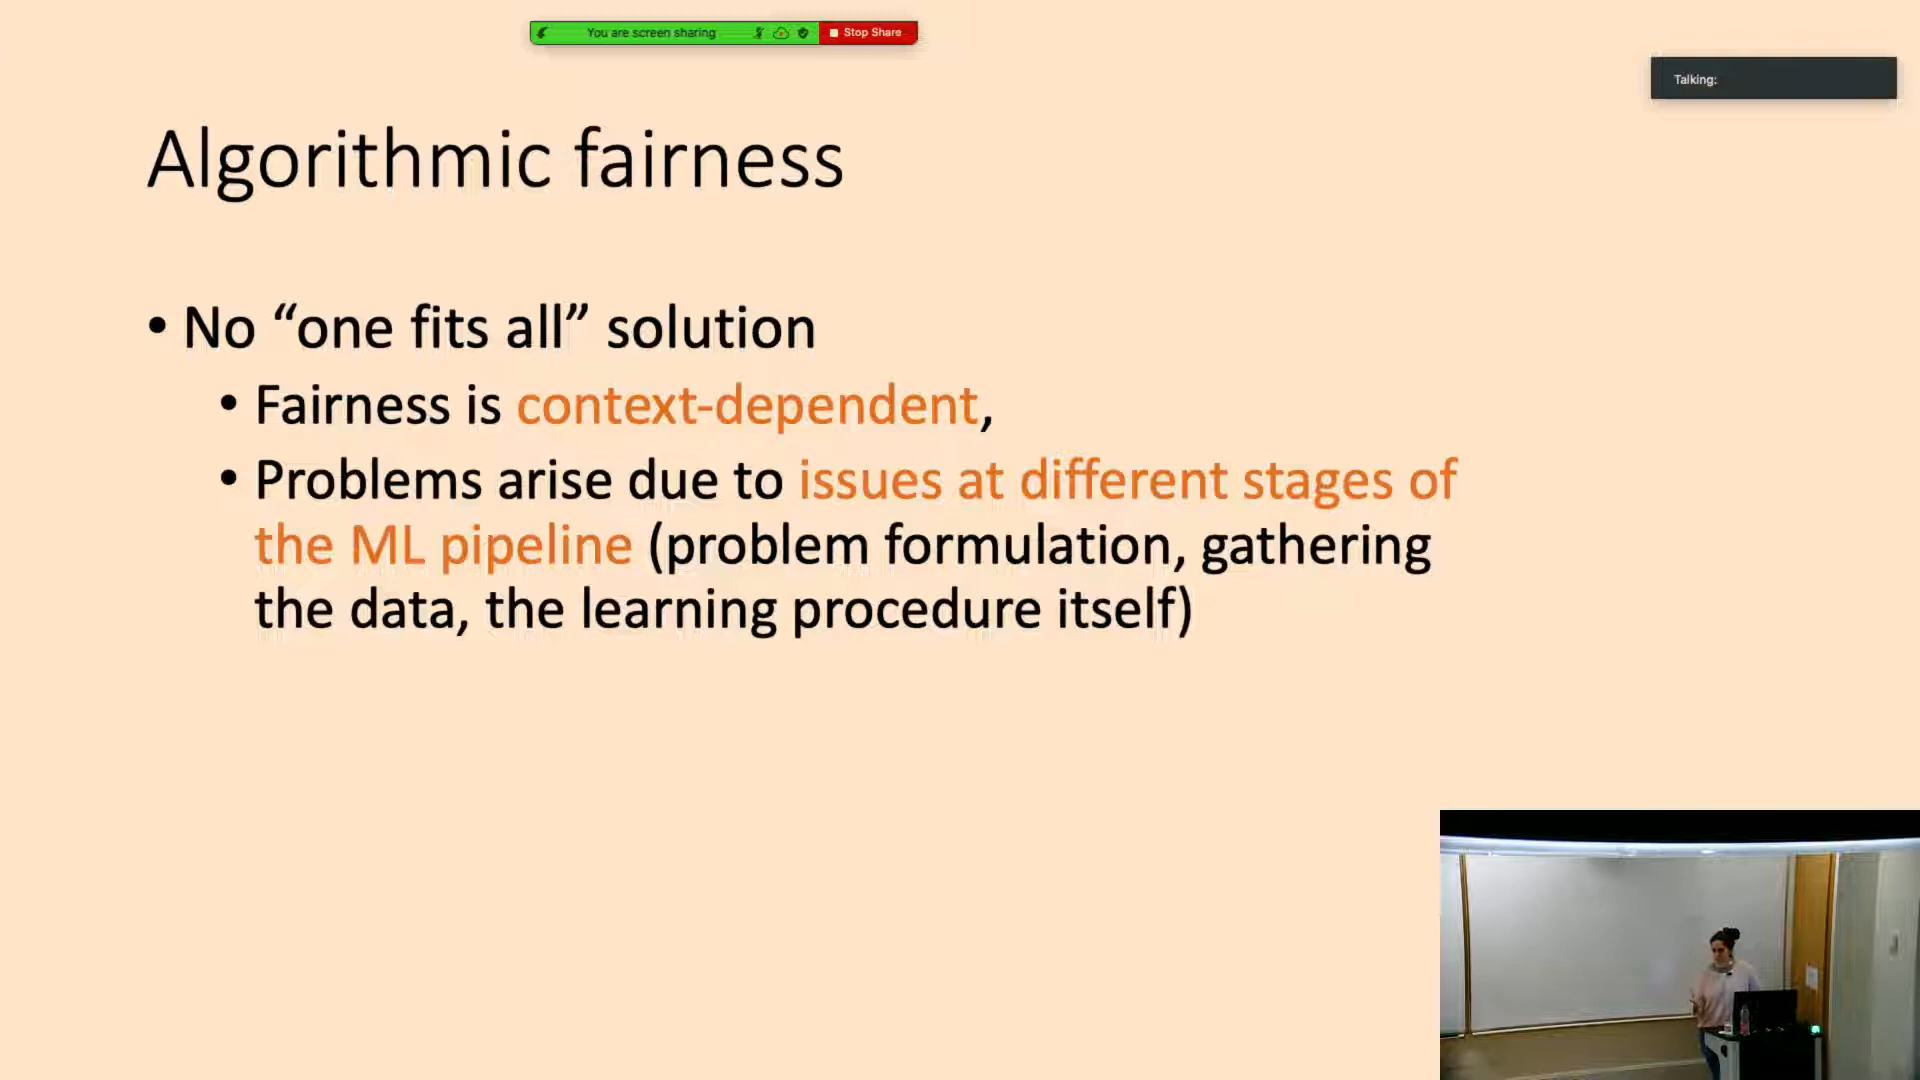 You are screen sharing
Stop Share
Talking:
Algorithmic fairness
• No “one fits all” solution
• Fairness is context-dependent,
• Problems arise due to issues at different stages of
the ML pipeline (problem formulation, gathering
the data, the learning procedure itself)